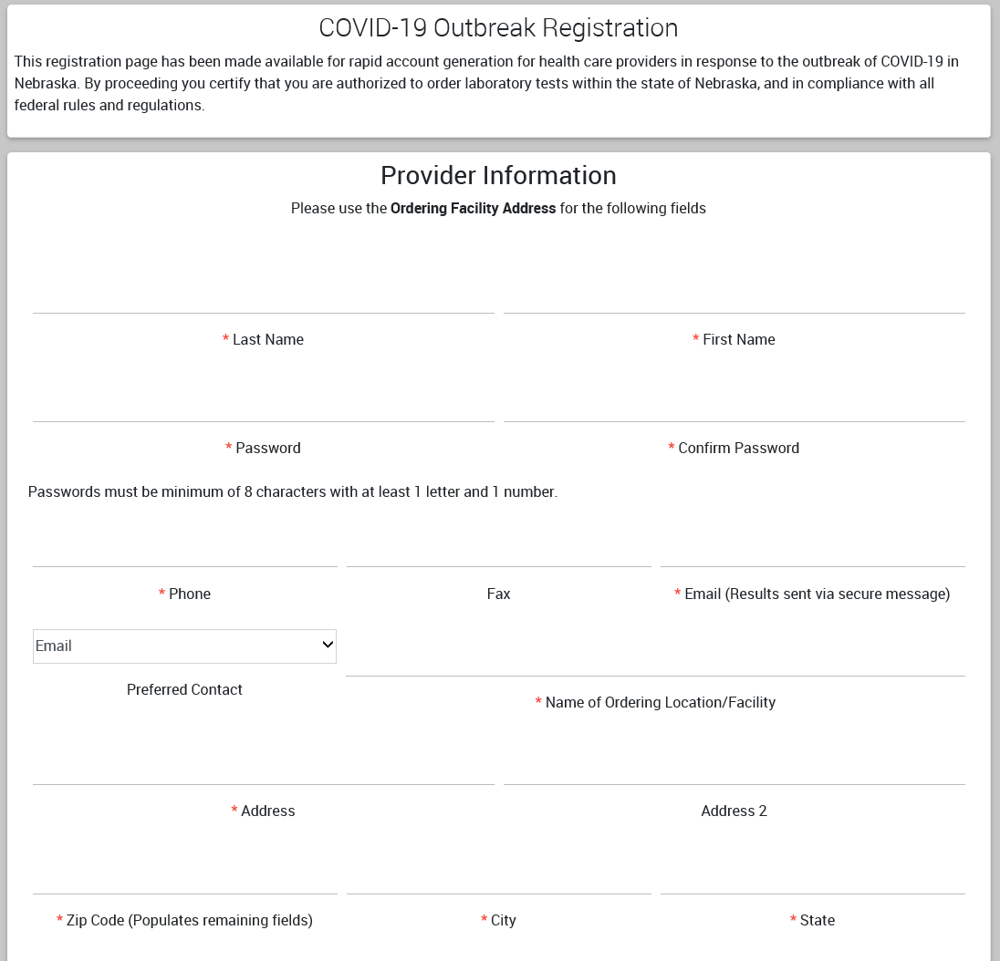 COVID-19 Outbreak Registration
This registration page has been made available for rapid account generation for health care providers in response to the outbreak of COVID-19 in
Nebraska. By proceeding you certify that you are authorized to order laboratory tests within the state of Nebraska, and in compliance with all
federal rules and regulations.
Provider Information
Please use the Ordering Facility Address for the following fields
* Last Name
* First Name
* Password
* Confirm Password
Passwords must be minimum of 8 characters with at least 1 letter and 1 number.
* Phone
Fax
* Email (Results sent via secure message)
Email
Preferred Contact
* Name of Ordering Location/Facility
* Address
Address 2
* Zip Code (Populates remaining fields)
* City
* State